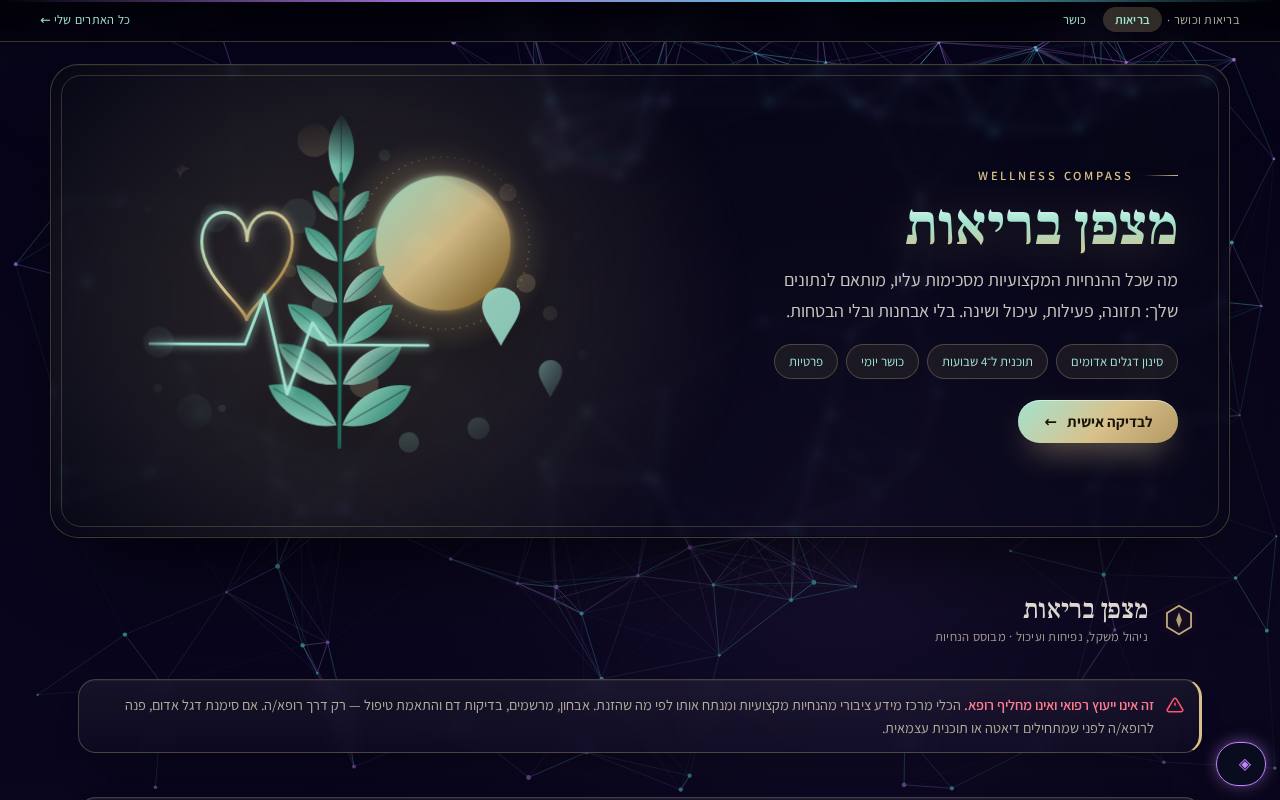 בריאות וכושר · בריאות כושר כל האתרים שלי ←
WELLNESS COMPASS
מצפן בריאות
מה שכל ההנחיות המקצועיות מסכימות עליו, מותאם לנתונים
שלך: תזונה, פעילות, עיכול ושינה. בלי אבחנות ובלי הבטחות.
סינון דגלים אדומים תוכנית ל־4 שבועות כושר יומי פרטיות
לבדיקה אישית ←
מצפן בריאות
ניהול משקל, נפיחות ועיכול · מבוסס הנחיות
זה אינו ייעוץ רפואי ואינו מחליף רופא. הכלי מרכז מידע ציבורי מהנחיות מקצועיות ומנתח אותו לפי מה שהזנת. אבחון, מרשמים, בדיקות דם והתאמת טיפול — רק דרך רופא/ה. אם סימנת דגל אדום, פנה
לרופא/ה לפני שמתחילים דיאטה או תוכנית עצמאית.